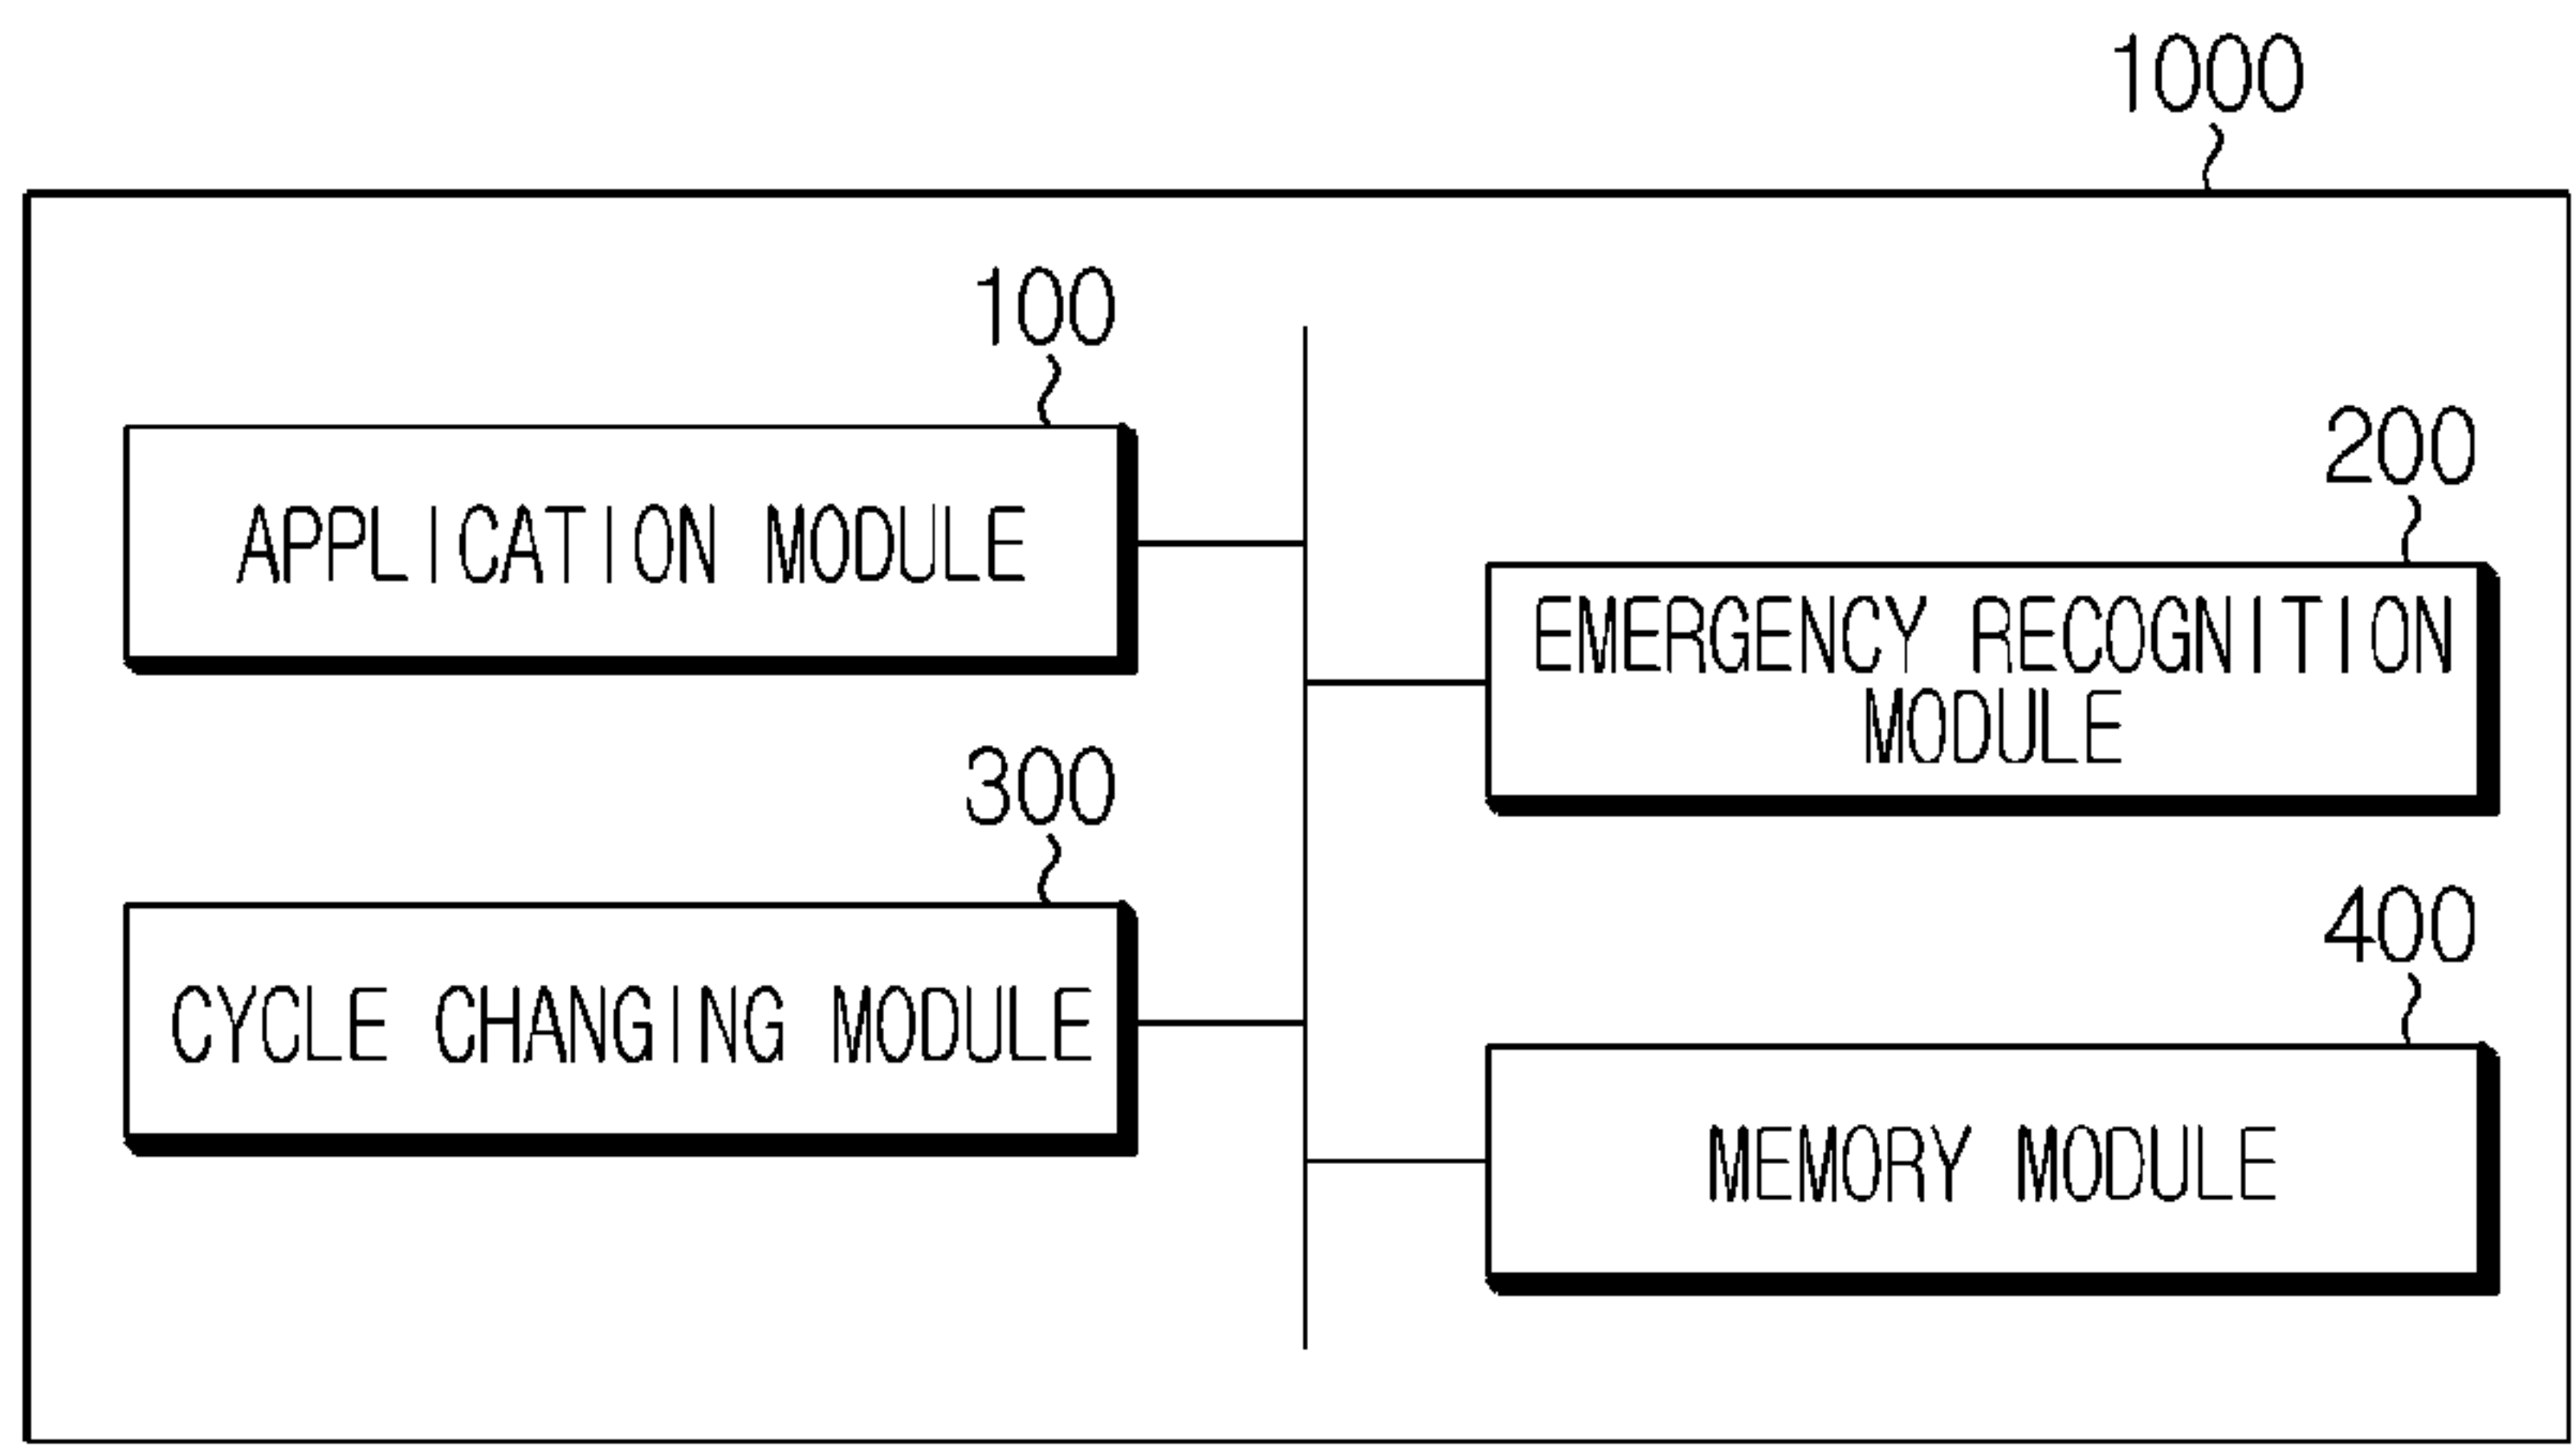 1000
100
APPLICATION MODULE
200
EMERGENCY RECOGNITION
MODULE
300
CYCLE CHANGING MODULE
400
MEMORY MODULE